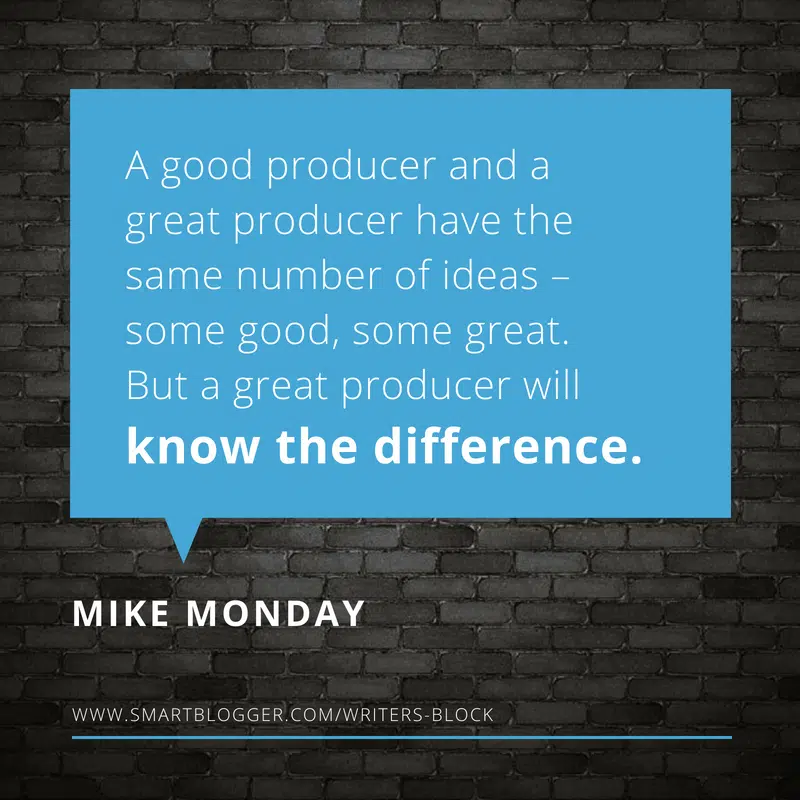 A good producer and a
great producer have the
same number of ideas –
some good, some great.
But a great producer will
know the difference.
MIKE MONDAY
WWW.SMARTBLOGGER.COM/WRITERS-BLOCK